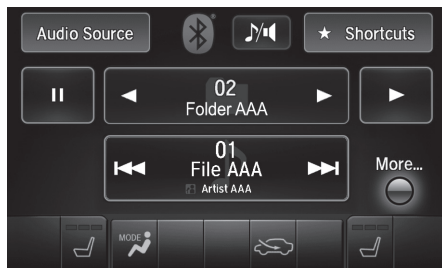 Audio Source
★ Shortcuts
02
Folder AAA
01
File AAA
Artist AAA
More...
MODE